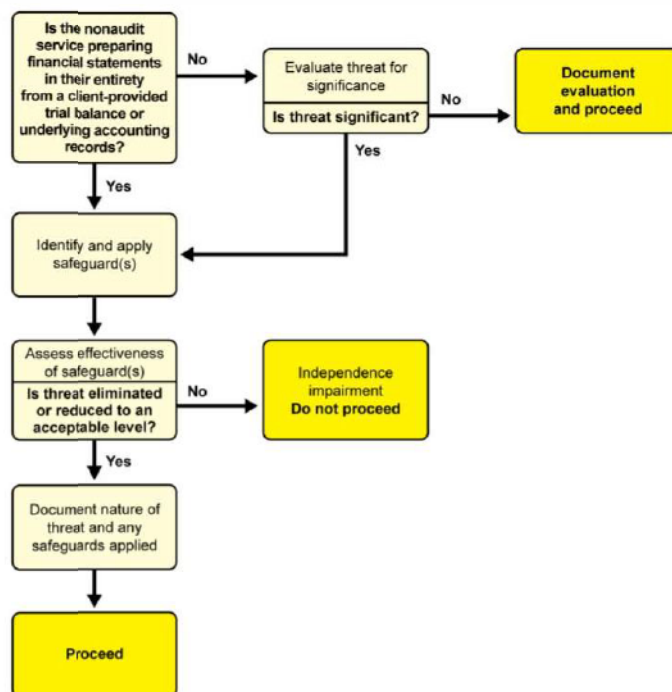 Is the nonaudit
service preparing
financial statements
in their entirety
from a client-provided
trial balance or
underlying accounting
records?
No
Evaluate threat for
significance
Is threat significant?
No
Document
evaluation
and proceed
Yes
Yes
Identify and apply
safeguard(s)
Assess effectiveness
of safeguard(s)
Is threat eliminated
or reduced to an
acceptable level?
No
Independence
impairment
Do not proceed
Yes
Document nature of
threat and any
safeguards applied
Proceed